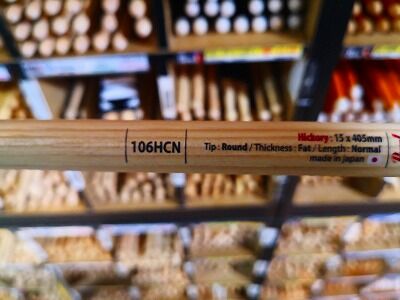 106HCN
Hickory : 15 x 405mm
Tip : Round / Thickness : Fat / Length : Normal
made in Japan